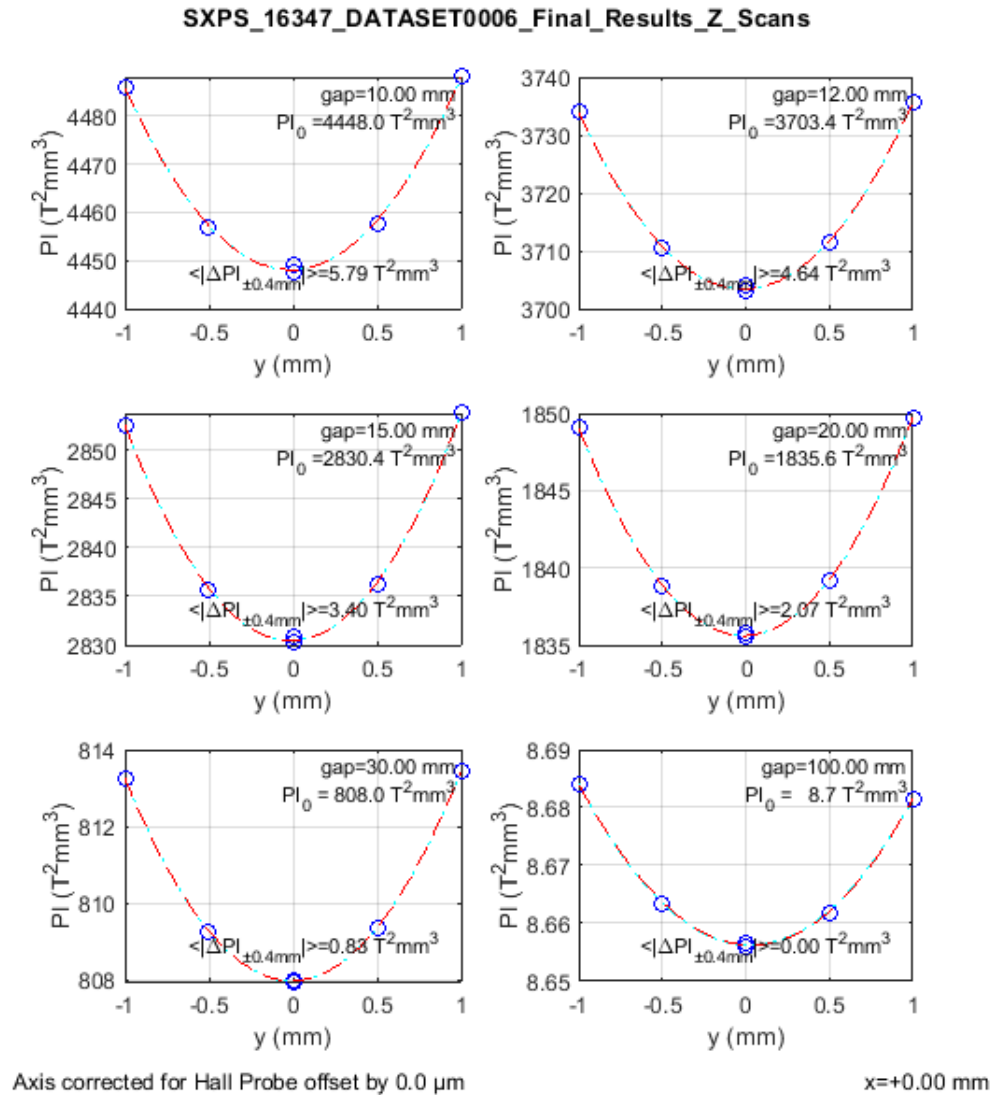 SXPS_16347_DATASET0006_Final_Results_Z_Scans
gap=10.00 mm
PI0 =4448.0 T²mm³
<|ΔPI±0.4mm|>=5.79 T²mm³
4480
4470
4460
4450
4440
PI (T²mm³)
-1 -0.5 0 0.5 1
y (mm)
gap=12.00 mm
PI0 =3703.4 T²mm³
<|ΔPI±0.4mm|>=4.64 T²mm³
3740
3730
3720
3710
3700
PI (T²mm³)
-1 -0.5 0 0.5 1
y (mm)
gap=15.00 mm
PI0 =2830.4 T²mm³
<|ΔPI±0.4mm|>=3.40 T²mm³
2850
2845
2840
2835
2830
PI (T²mm³)
-1 -0.5 0 0.5 1
y (mm)
gap=20.00 mm
PI0 =1835.6 T²mm³
<|ΔPI±0.4mm|>=2.07 T²mm³
1850
1845
1840
1835
PI (T²mm³)
-1 -0.5 0 0.5 1
y (mm)
gap=30.00 mm
PI0 = 808.0 T²mm³
<|ΔPI±0.4mm|>=0.83 T²mm³
814
812
810
808
PI (T²mm³)
-1 -0.5 0 0.5 1
y (mm)
gap=100.00 mm
PI0 = 8.7 T²mm³
<|ΔPI±0.4mm|>=0.00 T²mm³
8.69
8.68
8.67
8.66
8.65
PI (T²mm³)
-1 -0.5 0 0.5 1
y (mm)
Axis corrected for Hall Probe offset by 0.0 µm
x=+0.00 mm